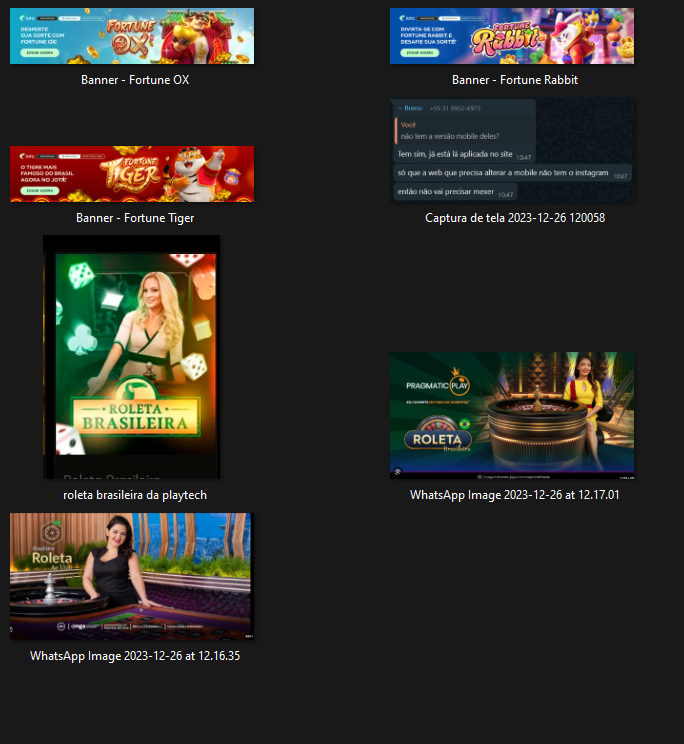 DESPERTE
SUA SORTE COM
FORTUNE OX!
JOGAR AGORA
FORTUNE
OX
Banner - Fortune OX
DIVIRTA-SE COM
FORTUNE RABBIT E
DESAFIE SUA SORTE!
JOGAR AGORA
FORTUNE
Rabbit
Banner - Fortune Rabbit
O TIGRE MAIS
FAMOSO DO BRASIL
AGORA NO JOTA!
JOGAR AGORA
FORTUNE
TIGER
Banner - Fortune Tiger
~ Breno +55 31 8952-6973
Você
não tem a versão mobile deles?
Tem sim, já está lá aplicada no site 10:47
só que a web que precisa alterar a mobile não tem o instagram 10:47
então não vai precisar mexer 10:47
Captura de tela 2023-12-26 120058
ROLETA
BRASILEIRA
Roleta Brasileira
roleta brasileira da playtech
PRAGMATIC PLAY
ROLETA
Brasileira
WhatsApp Image 2023-12-26 at 12.17.01
Roleta
Ao Vivo
WhatsApp Image 2023-12-26 at 12.16.35